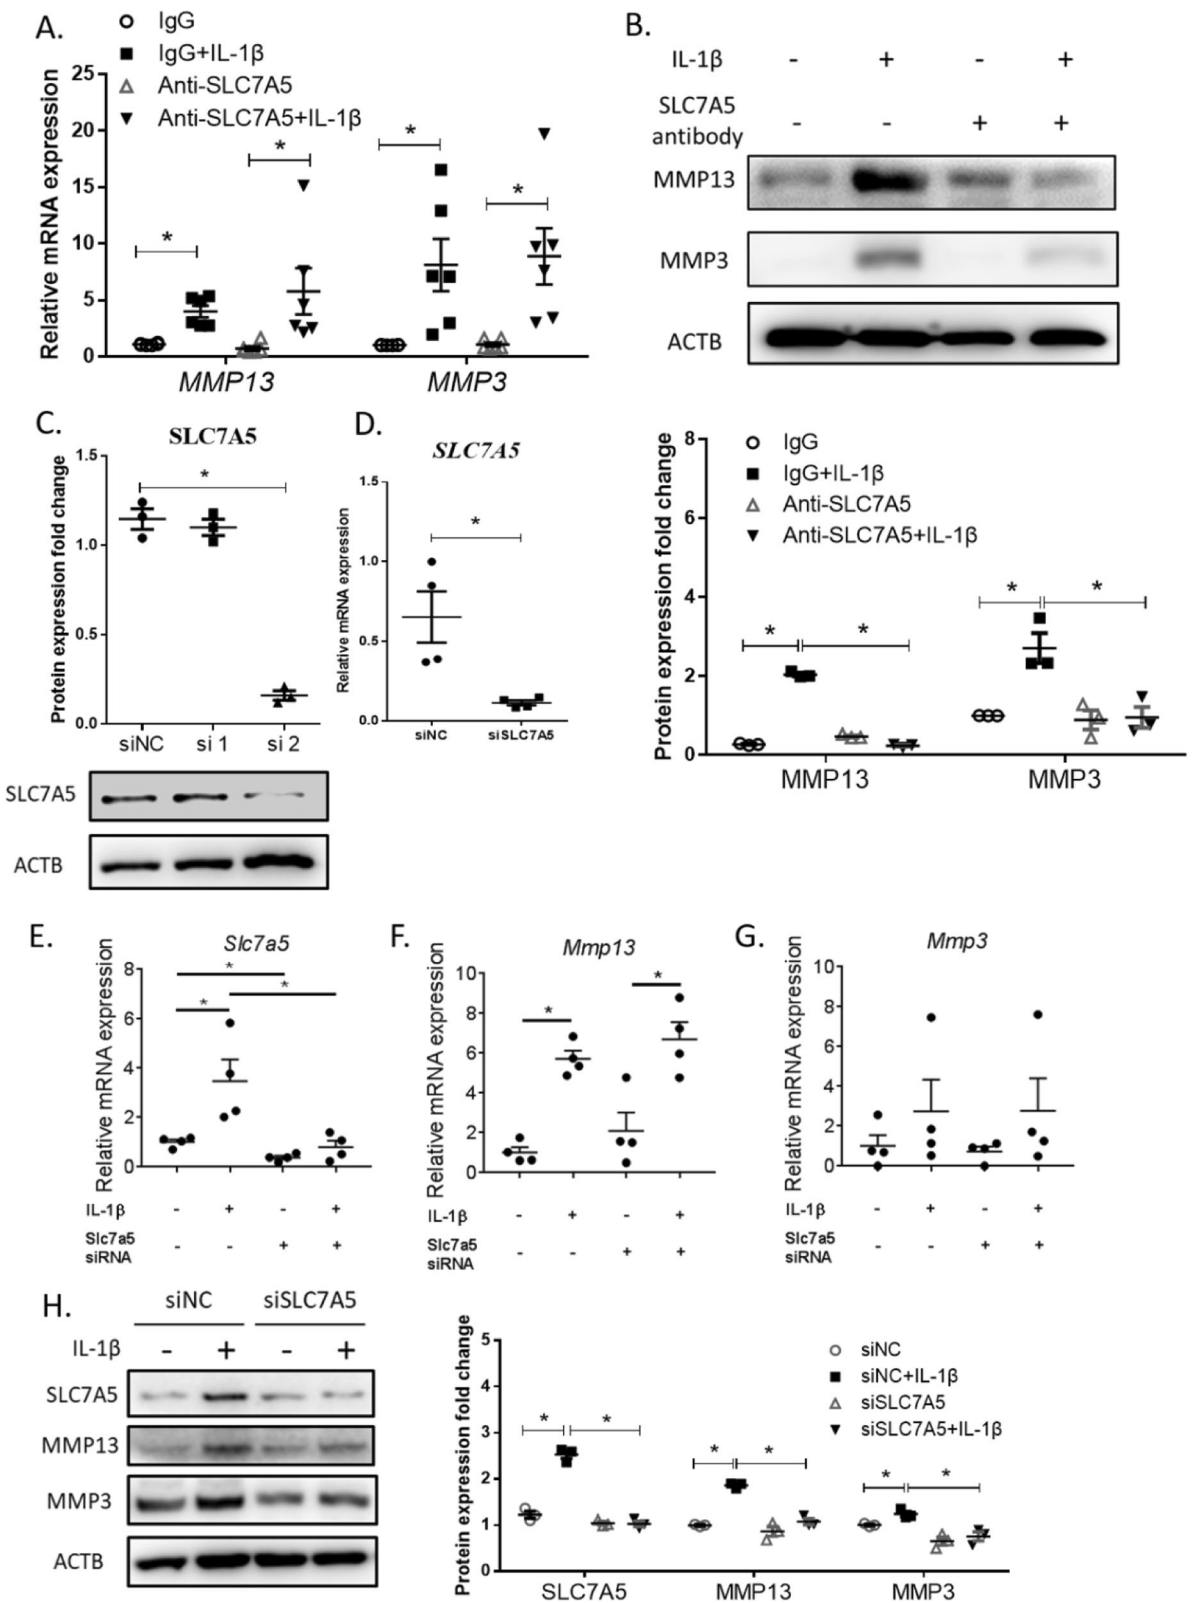 A.
IgG
IgG+IL-1β
Anti-SLC7A5
Anti-SLC7A5+IL-1β
Relative mRNA expression
25
20
15
10
5
0
*
*
*
*
MMP13
MMP3
B.
IL-1β - + - +
SLC7A5
antibody - - + +
MMP13
MMP3
ACTB
Protein expression fold change
8
6
4
2
0
IgG
IgG+IL-1β
Anti-SLC7A5
Anti-SLC7A5+IL-1β
* *
* *
MMP13
MMP3
C.
SLC7A5
Protein expression fold change
1.5
1.0
0.5
0.0
*
siNC si 1 si 2
SLC7A5
ACTB
D.
SLC7A5
Relative mRNA expression
1.5
1.0
0.5
0.0
*
siNC siSLC7A5
E.
Slc7a5
Relative mRNA expression
8
6
4
2
0
*
*
*
IL-1β - + - +
Slc7a5
siRNA - - + +
F.
Mmp13
Relative mRNA expression
10
8
6
4
2
0
*
*
IL-1β - + - +
Slc7a5
siRNA - - + +
G.
Mmp3
Relative mRNA expression
10
8
6
4
2
0
IL-1β - + - +
Slc7a5
siRNA - - + +
H.
siNC siSLC7A5
IL-1β - + - +
SLC7A5
MMP13
MMP3
ACTB
Protein expression fold change
5
4
3
2
1
0
siNC
siNC+IL-1β
siSLC7A5
siSLC7A5+IL-1β
* *
* *
* *
SLC7A5 MMP13 MMP3